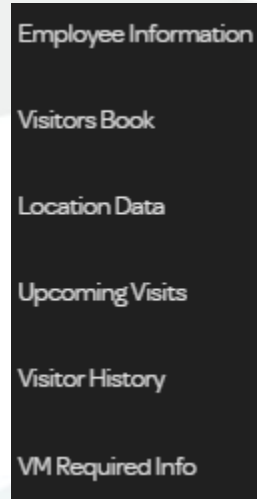 Employee Information
Visitors Book
Location Data
Upcoming Visits
Visitor History
VM Required Info